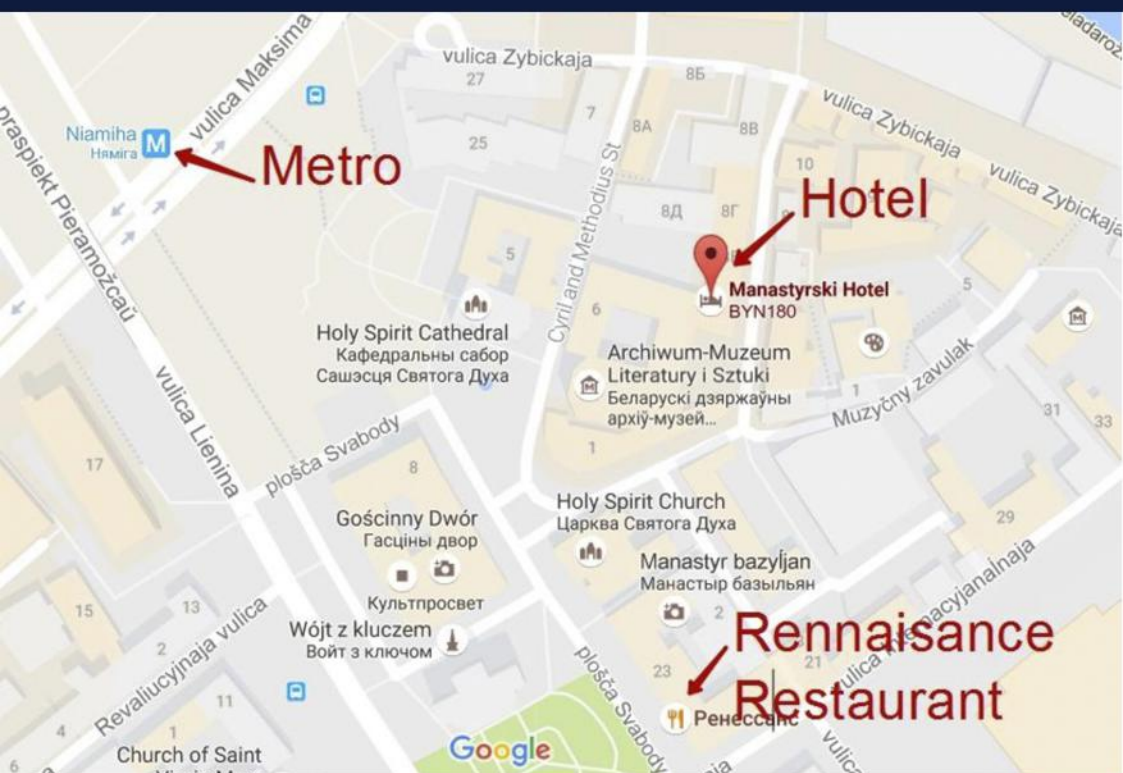 vulica Maksima
vulica Zybickaja
27
8Б
Niamiha
Няміга
M
Metro
praspiekt Pieramožcaŭ
25
7
8А
8В
vulica Zybickaja
vulica Zybickaja
10
Cyril and Methodius St
8Д
8Г
Hotel
5
Manastyrski Hotel
BYN180
5
6
Holy Spirit Cathedral
Кафедральны сабор
Сашэсця Святога Духа
Archiwum-Muzeum
Literatury i Sztuki
Беларускі дзяржаўны
архіў-музей...
1
Muzyčny zavulak
31
33
vulica Lienina
plošča Svabody
17
8
1
Gościnny Dwór
Гасціны двор
Культпросвет
Holy Spirit Church
Царква Святога Духа
29
Manastyr bazyĺjan
Манастыр базыльян
2
15
13
2
Revaliucyjnaja vulica
11
Wójt z kluczem
Войт з ключом
plošča Svabody
23
21
Rennaisance
Restaurant
Ренессанс
4
1
6
Church of Saint
Google
vulica